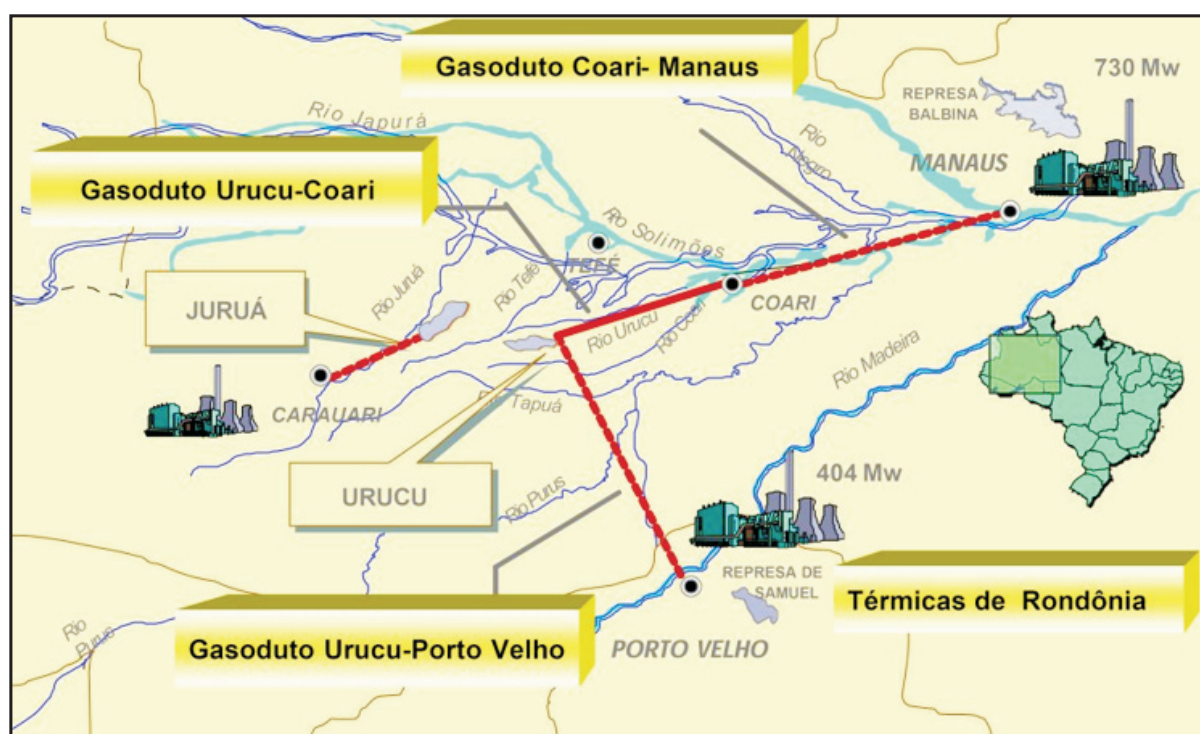 Gasoduto Coari- Manaus
730 Mw
REPRESA
BALBINA
Rio Japurá
Rio
Negro
MANAUS
Gasoduto Urucu-Coari
Rio Solimões
TEFÉ
Rio Tefé
Rio Juruá
JURUÁ
COARI
Rio Urucu
Rio Coari
Rio Madeira
CARAUARI
Rio Tapuá
URUCU
404 Mw
Rio Purus
REPRESA DE
SAMUEL
Térmicas de Rondônia
Rio
Purus
Gasoduto Urucu-Porto Velho
PORTO VELHO